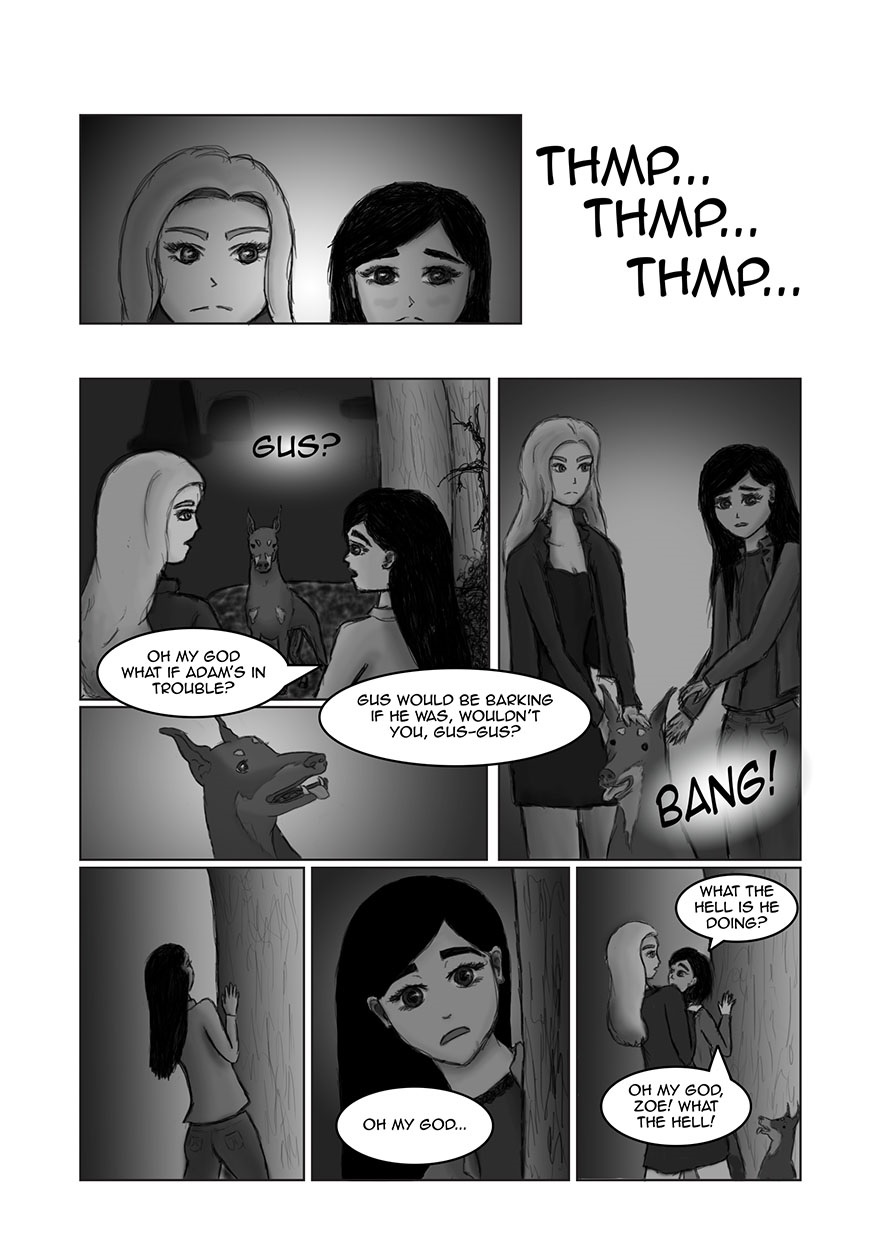 THMP...
THMP...
THMP...
GUS?
OH MY GOD
WHAT IF ADAM'S IN
TROUBLE?
GUS WOULD BE BARKING
IF HE WAS, WOULDN'T
YOU, GUS-GUS?
BANG!
OH MY GOD...
WHAT THE
HELL IS HE
DOING?
OH MY GOD,
ZOE! WHAT
THE HELL!